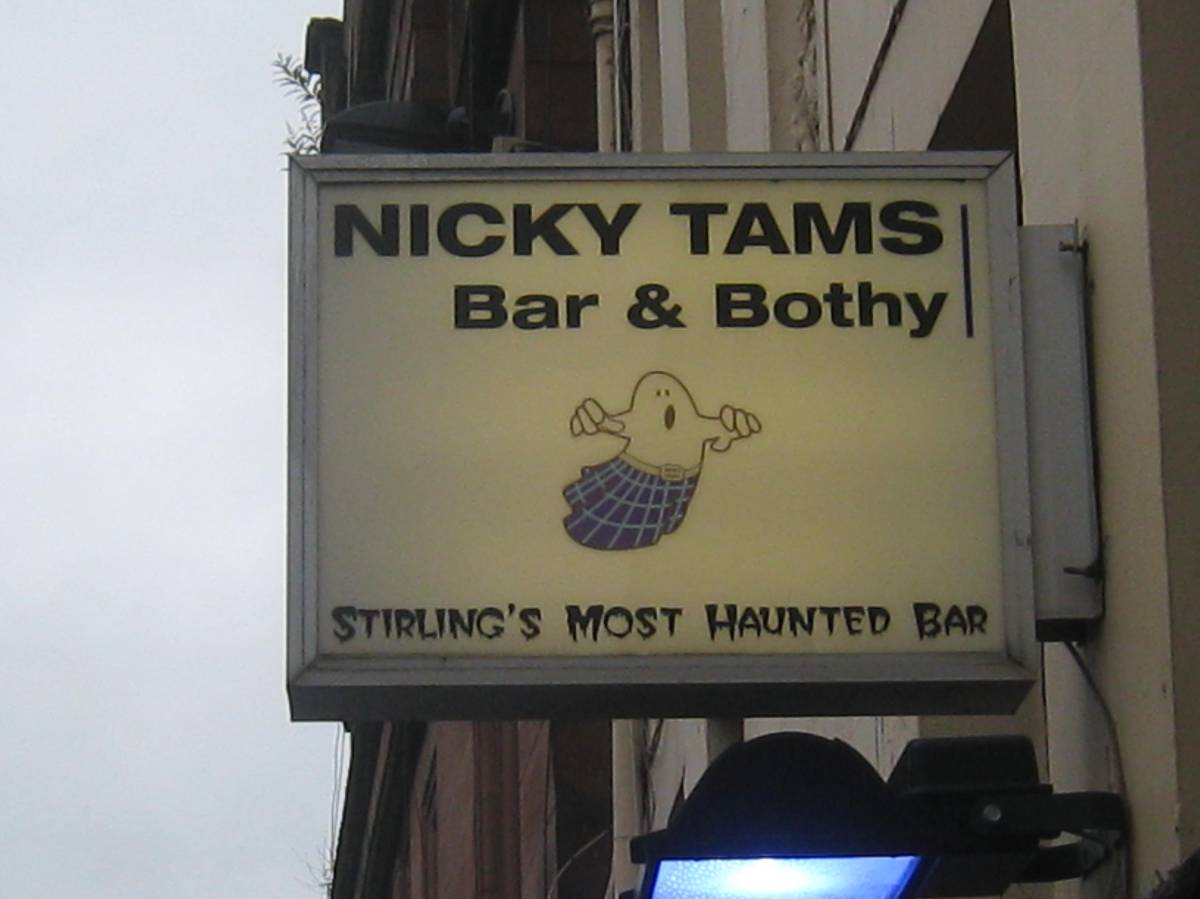 NICKY TAMS
Bar & Bothy
STIRLING'S MOST HAUNTED BAR